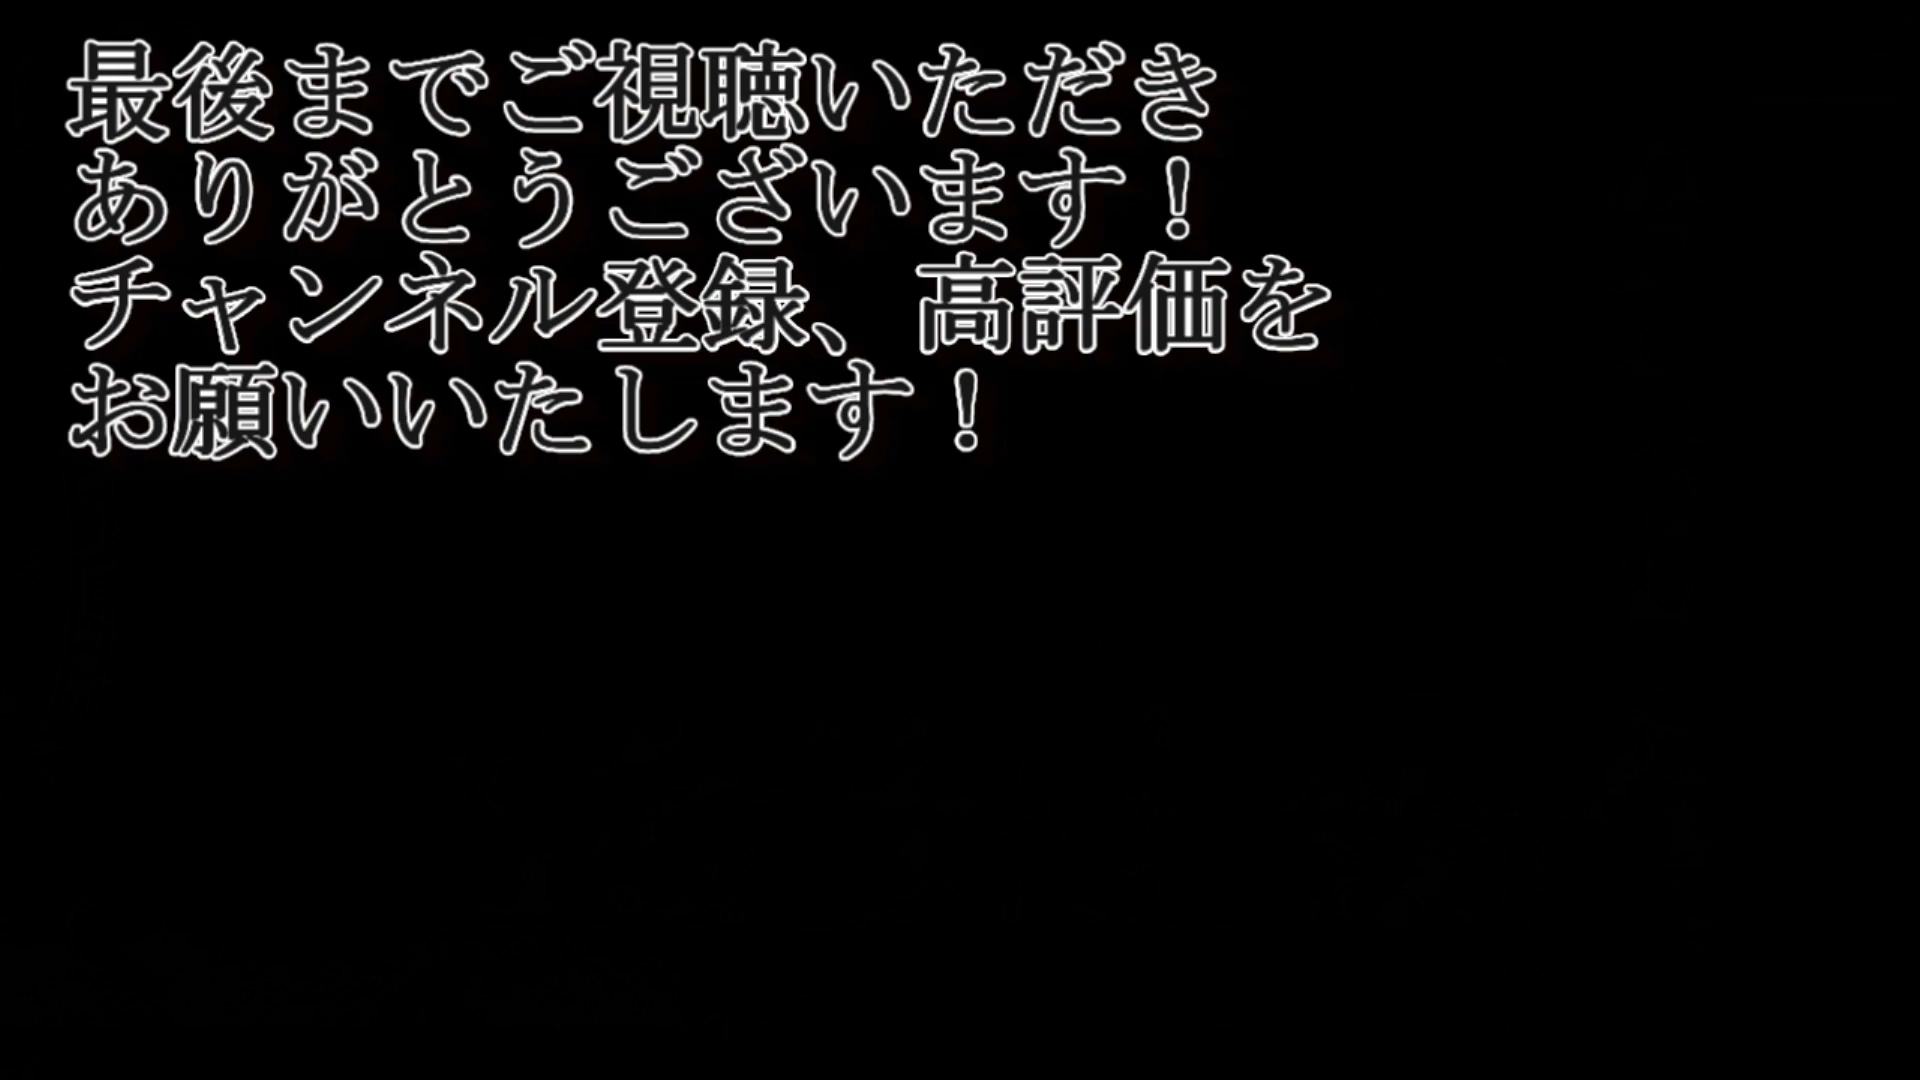 最後までご視聴いただき
ありがとうございます！
チャンネル登録、高評価を
お願いいたします！